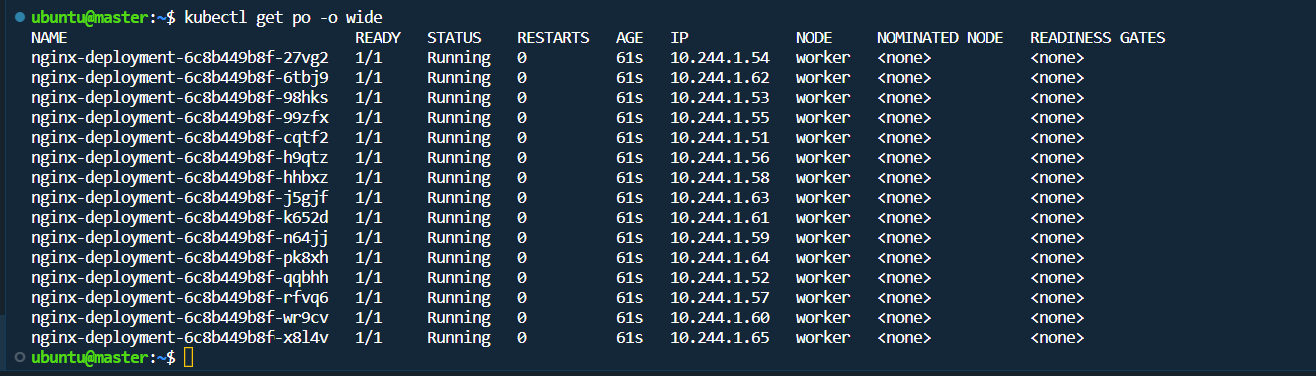 ubuntu@master:~$ kubectl get po -o wide
NAME READY STATUS RESTARTS AGE IP NODE NOMINATED NODE READINESS GATES
nginx-deployment-6c8b449b8f-27vg2 1/1 Running 0 61s 10.244.1.54 worker <none> <none>
nginx-deployment-6c8b449b8f-6tbj9 1/1 Running 0 61s 10.244.1.62 worker <none> <none>
nginx-deployment-6c8b449b8f-98hks 1/1 Running 0 61s 10.244.1.53 worker <none> <none>
nginx-deployment-6c8b449b8f-99zfx 1/1 Running 0 61s 10.244.1.55 worker <none> <none>
nginx-deployment-6c8b449b8f-cqtf2 1/1 Running 0 61s 10.244.1.51 worker <none> <none>
nginx-deployment-6c8b449b8f-h9qtz 1/1 Running 0 61s 10.244.1.56 worker <none> <none>
nginx-deployment-6c8b449b8f-hhbxz 1/1 Running 0 61s 10.244.1.58 worker <none> <none>
nginx-deployment-6c8b449b8f-j5gjf 1/1 Running 0 61s 10.244.1.63 worker <none> <none>
nginx-deployment-6c8b449b8f-k652d 1/1 Running 0 61s 10.244.1.61 worker <none> <none>
nginx-deployment-6c8b449b8f-n64jj 1/1 Running 0 61s 10.244.1.59 worker <none> <none>
nginx-deployment-6c8b449b8f-pk8xh 1/1 Running 0 61s 10.244.1.64 worker <none> <none>
nginx-deployment-6c8b449b8f-qqbhh 1/1 Running 0 61s 10.244.1.52 worker <none> <none>
nginx-deployment-6c8b449b8f-rfvq6 1/1 Running 0 61s 10.244.1.57 worker <none> <none>
nginx-deployment-6c8b449b8f-wr9cv 1/1 Running 0 61s 10.244.1.60 worker <none> <none>
nginx-deployment-6c8b449b8f-x8l4v 1/1 Running 0 61s 10.244.1.65 worker <none> <none>
ubuntu@master:~$